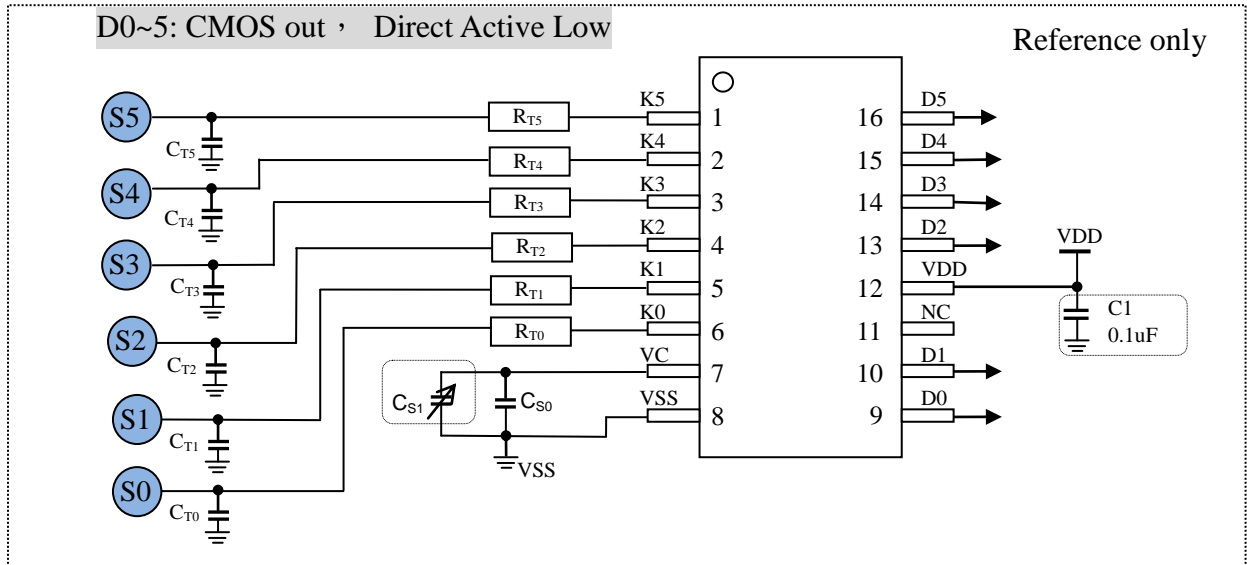 D0~5: CMOS out， Direct Active Low
Reference only
S5
CT5
RT5
K5
1
16
D5
S4
CT4
RT4
K4
2
15
D4
S3
CT3
RT3
K3
3
14
D3
S2
CT2
RT2
K2
4
13
D2
VDD
S1
CT1
RT1
K1
5
12
VDD
C1
0.1uF
S0
CT0
RT0
K0
6
11
NC
CS1
CS0
VC
7
10
D1
VSS
8
9
D0
VSS